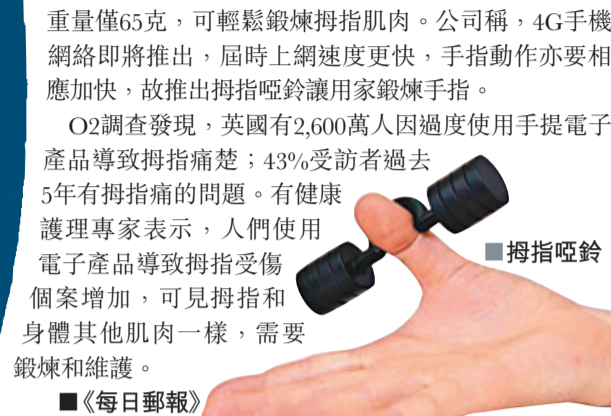 重量僅65克，可輕鬆鍛煉拇指肌肉。公司稱，4G手機
網絡即將推出，屆時上網速度更快，手指動作亦要相
應加快，故推出拇指啞鈴讓用家鍛煉手指。
O2調查發現，英國有2,600萬人因過度使用手提電子
產品導致拇指痛楚；43%受訪者過去
5年有拇指痛的問題。有健康
護理專家表示，人們使用
電子產品導致拇指受傷
個案增加，可見拇指和
身體其他肌肉一樣，需要
鍛煉和維護。
■拇指啞鈴
■《每日郵報》